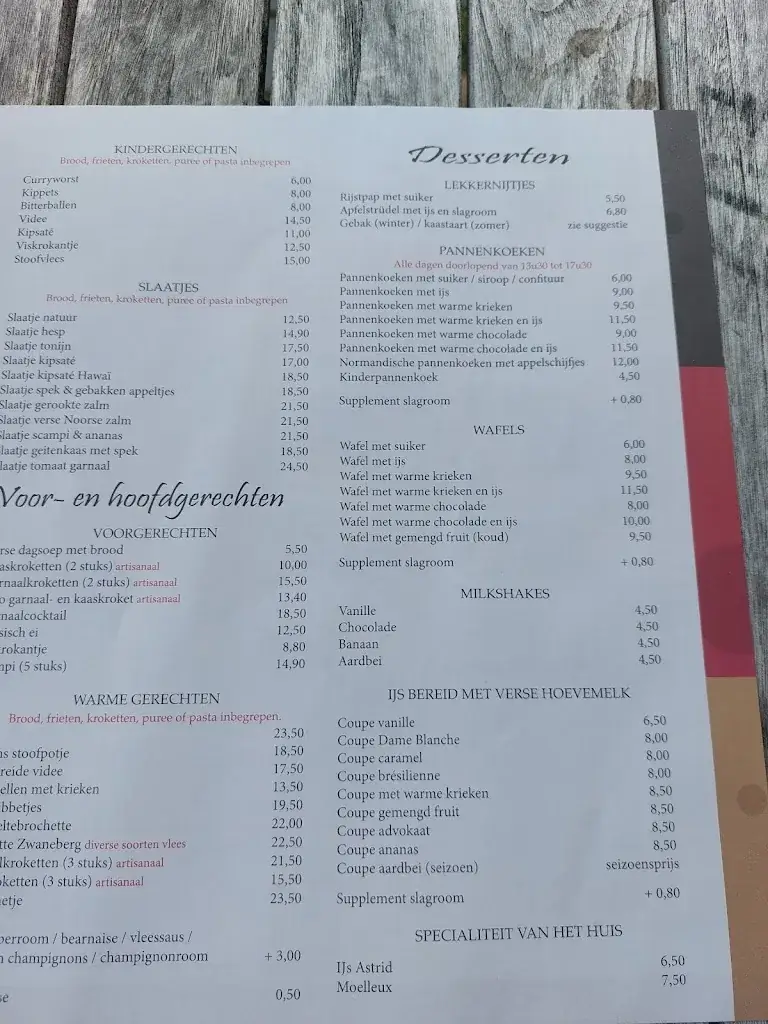 KINDERGERECHTEN
Brood, frieten, kroketten, puree of pasta inbegrepen
Curryworst 6,00
Kippets 8,00
Bitterballen 8,00
Videe 14,50
Kipsaté 11,00
Viskrokantje 12,50
Stoofvlees 15,00
SLAATJES
Brood, frieten, kroketten, puree of pasta inbegrepen
Slaatje natuur 12,50
Slaatje hesp 14,90
Slaatje tonijn 17,50
Slaatje kipsaté 17,00
Slaatje kipsaté Hawaï 18,50
Slaatje spek & gebakken appeltjes 18,50
Slaatje gerookte zalm 21,50
Slaatje verse Noorse zalm 21,50
Slaatje scampi & ananas 21,50
laatje geitenkaas met spek 18,50
laatje tomaat garnaal 24,50
Voor- en hoofdgerechten
VOORGERECHTEN
rse dagsoep met brood 5,50
askroketten (2 stuks) artisanaal 10,00
rnaalkroketten (2 stuks) artisanaal 15,50
o garnaal- en kaaskroket artisanaal 13,40
naalcocktail 18,50
sisch ei 12,50
rokantje 8,80
mpi (5 stuks) 14,90
WARME GERECHTEN
Brood, frieten, kroketten, puree of pasta inbegrepen.
23,50
ns stoofpotje 18,50
reide videe 17,50
ellen met krieken 13,50
bbetjes 19,50
eltebrochette 22,00
tte Zwaneberg diverse soorten vlees 22,50
lkroketten (3 stuks) artisanaal 21,50
oketten (3 stuks) artisanaal 15,50
etje 23,50
perroom / bearnaise / vleessaus /
n champignons / champignonroom + 3,00
se 0,50
Desserten
LEKKERNIJTJES
Rijstpap met suiker 5,50
Apfelstrüdel met ijs en slagroom 6,80
Gebak (winter) / kaastaart (zomer) zie suggestie
PANNENKOEKEN
Alle dagen doorlopend van 13u30 tot 17u30
Pannenkoeken met suiker / siroop / confituur 6,00
Pannenkoeken met ijs 9,00
Pannenkoeken met warme krieken 9,50
Pannenkoeken met warme krieken en ijs 11,50
Pannenkoeken met warme chocolade 9,00
Pannenkoeken met warme chocolade en ijs 11,50
Normandische pannenkoeken met appelschijfjes 12,00
Kinderpannenkoek 4,50
Supplement slagroom + 0,80
WAFELS
Wafel met suiker 6,00
Wafel met ijs 8,00
Wafel met warme krieken 9,50
Wafel met warme krieken en ijs 11,50
Wafel met warme chocolade 8,00
Wafel met warme chocolade en ijs 10,00
Wafel met gemengd fruit (koud) 9,50
Supplement slagroom + 0,80
MILKSHAKES
Vanille 4,50
Chocolade 4,50
Banaan 4,50
Aardbei 4,50
IJS BEREID MET VERSE HOEVEMELK
Coupe vanille 6,50
Coupe Dame Blanche 8,00
Coupe caramel 8,00
Coupe brésilienne 8,00
Coupe met warme krieken 8,50
Coupe gemengd fruit 8,50
Coupe advokaat 8,50
Coupe ananas 8,50
Coupe aardbei (seizoen) seizoensprijs
Supplement slagroom + 0,80
SPECIALITEIT VAN HET HUIS
IJs Astrid 6,50
Moelleux 7,50